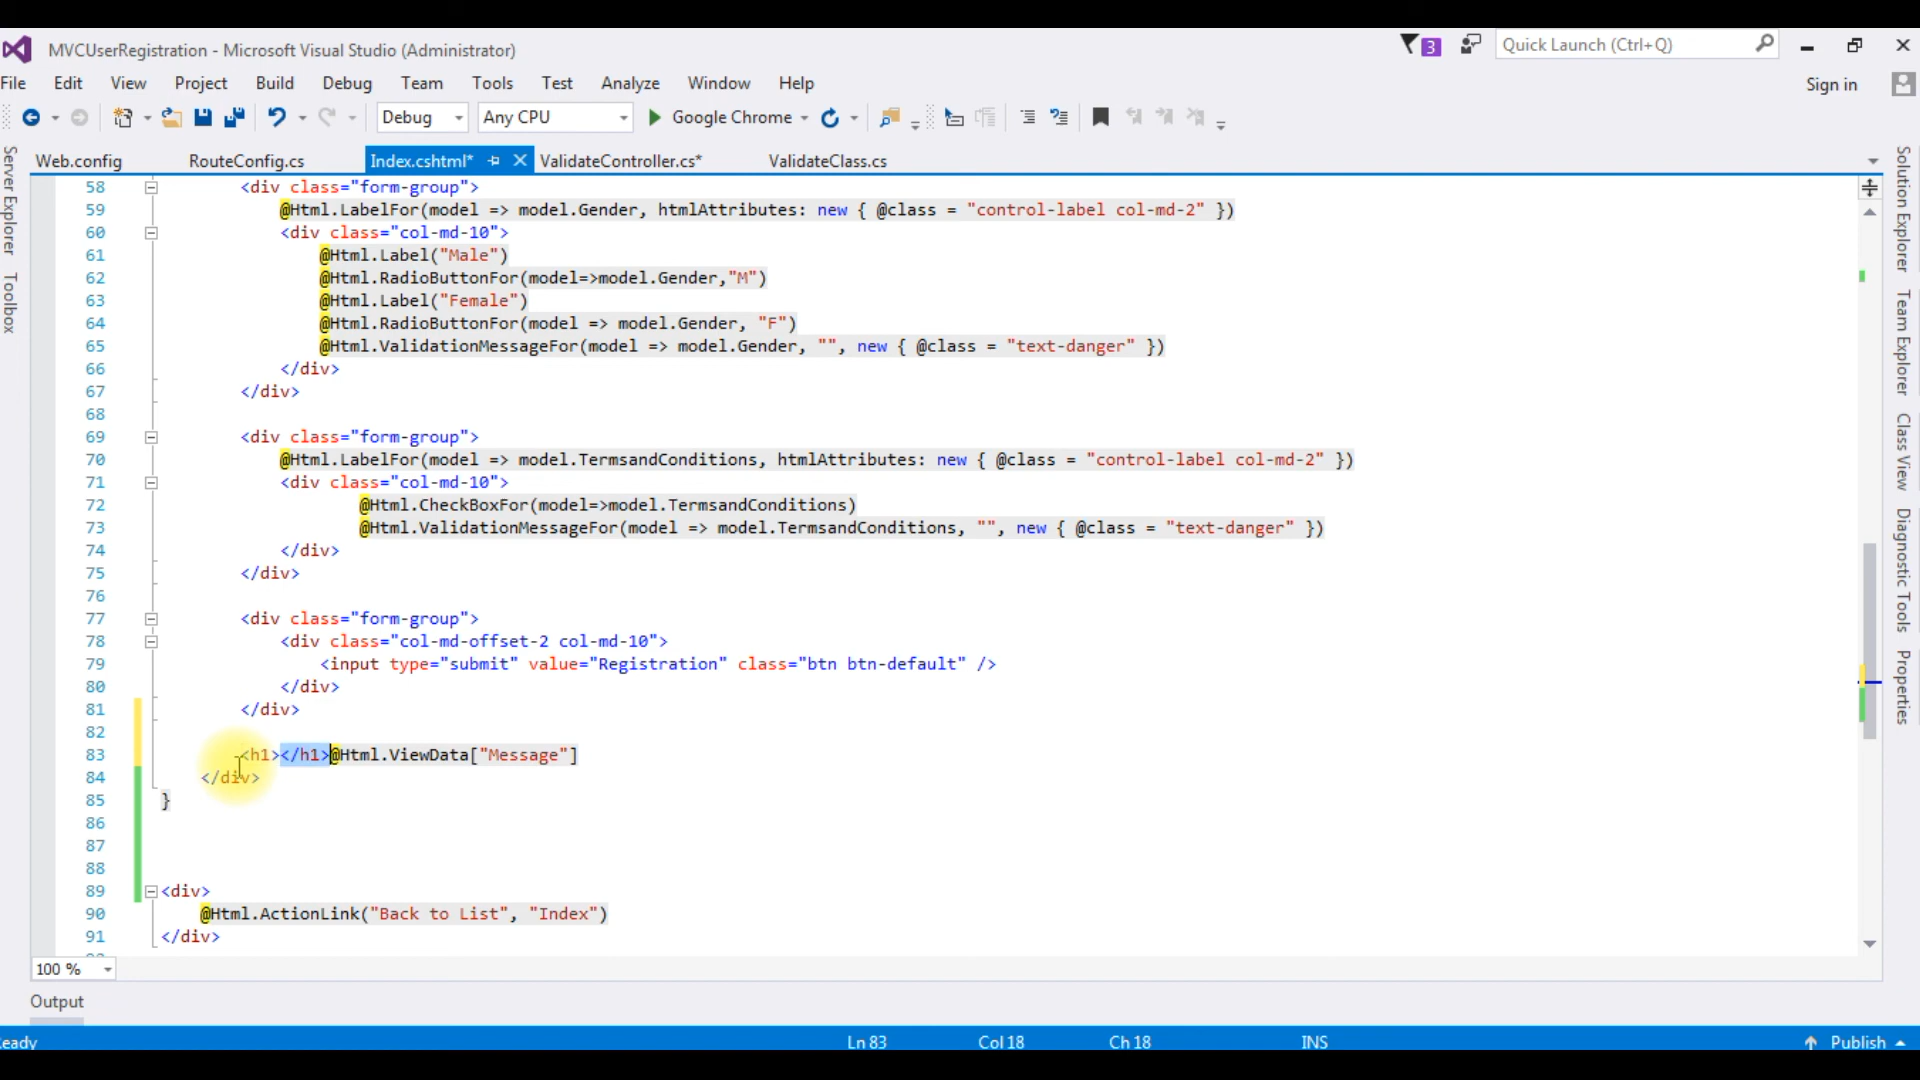 MVCUserRegistration - Microsoft Visual Studio (Administrator)
3
Quick Launch (Ctrl+Q)
File Edit View Project Build Debug Team Tools Test Analyze Window Help
Sign in
Debug Any CPU Google Chrome
Web.config RouteConfig.cs Index.cshtml* ValidateController.cs* ValidateClass.cs
Server Explorer
Toolbox
58 <div class="form-group">
59 @Html.LabelFor(model => model.Gender, htmlAttributes: new { @class = "control-label col-md-2" })
60 <div class="col-md-10">
61 @Html.Label("Male")
62 @Html.RadioButtonFor(model=>model.Gender,"M")
63 @Html.Label("Female")
64 @Html.RadioButtonFor(model => model.Gender, "F")
65 @Html.ValidationMessageFor(model => model.Gender, "", new { @class = "text-danger" })
66 </div>
67 </div>
68
69 <div class="form-group">
70 @Html.LabelFor(model => model.TermsandConditions, htmlAttributes: new { @class = "control-label col-md-2" })
71 <div class="col-md-10">
72 @Html.CheckBoxFor(model=>model.TermsandConditions)
73 @Html.ValidationMessageFor(model => model.TermsandConditions, "", new { @class = "text-danger" })
74 </div>
75 </div>
76
77 <div class="form-group">
78 <div class="col-md-offset-2 col-md-10">
79 <input type="submit" value="Registration" class="btn btn-default" />
80 </div>
81 </div>
82
83 <h1></h1>@Html.ViewData["Message"]
84 </div>
85 }
86
87
88
89 <div>
90 @Html.ActionLink("Back to List", "Index")
91 </div>
Solution Explorer
Team Explorer
Class View
Diagnostic Tools
Properties
100 %
Output
eady Ln 83 Col 18 Ch 18 INS Publish